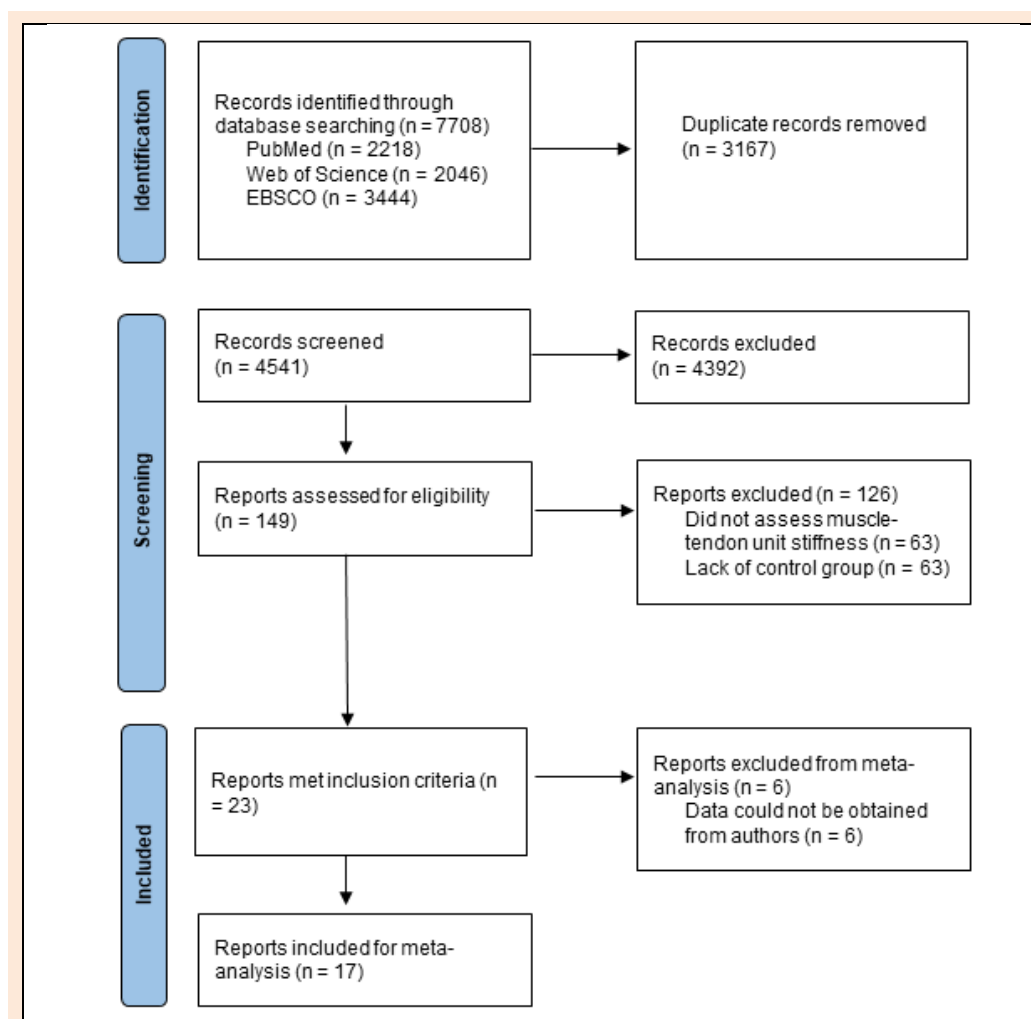 Identification
Records identified through
database searching (n = 7708)
PubMed (n = 2218)
Web of Science (n = 2046)
EBSCO (n = 3444)
Duplicate records removed
(n = 3167)
Screening
Records screened
(n = 4541)
Records excluded
(n = 4392)
Reports assessed for eligibility
(n = 149)
Reports excluded (n = 126)
Did not assess muscle-
tendon unit stiffness (n = 63)
Lack of control group (n = 63)
Included
Reports met inclusion criteria (n
= 23)
Reports excluded from meta-
analysis (n = 6)
Data could not be obtained
from authors (n = 6)
Reports included for meta-
analysis (n = 17)